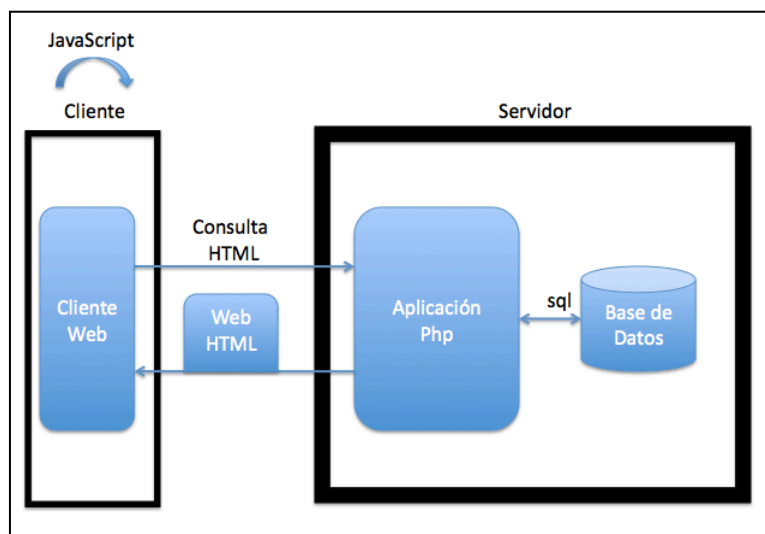 JavaScript
Cliente
Servidor
Consulta
HTML
Cliente
Web
Web
HTML
Aplicación
Php
sql
Base de
Datos